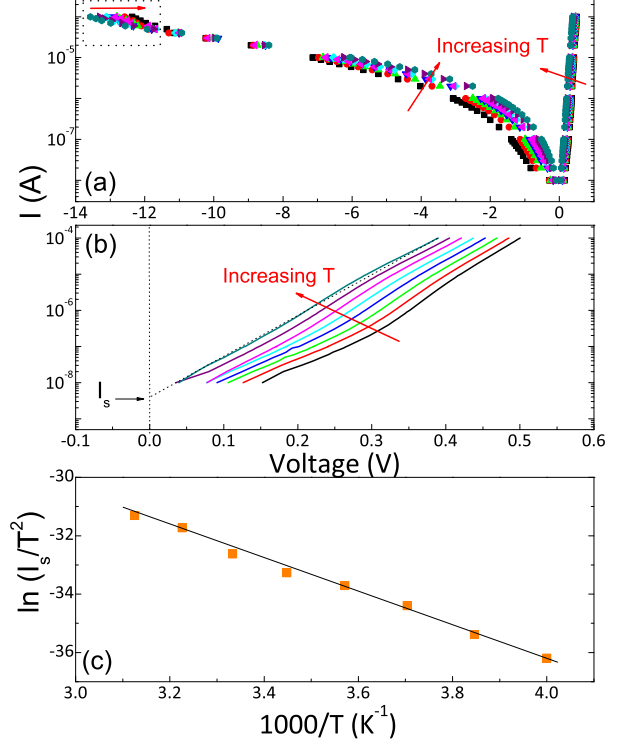 10⁻⁵
Increasing T
10⁻⁷
I (A)
(a)
-14 -12 -10 -8 -6 -4 -2 0
10⁻⁴
(b)
Increasing T
10⁻⁶
10⁻⁸
Iₛ
-0.1 0.0 0.1 0.2 0.3 0.4 0.5 0.6
Voltage (V)
-30
-32
ln (Iₛ/T²)
-34
-36
(c)
3.0 3.2 3.4 3.6 3.8 4.0
1000/T (K⁻¹)